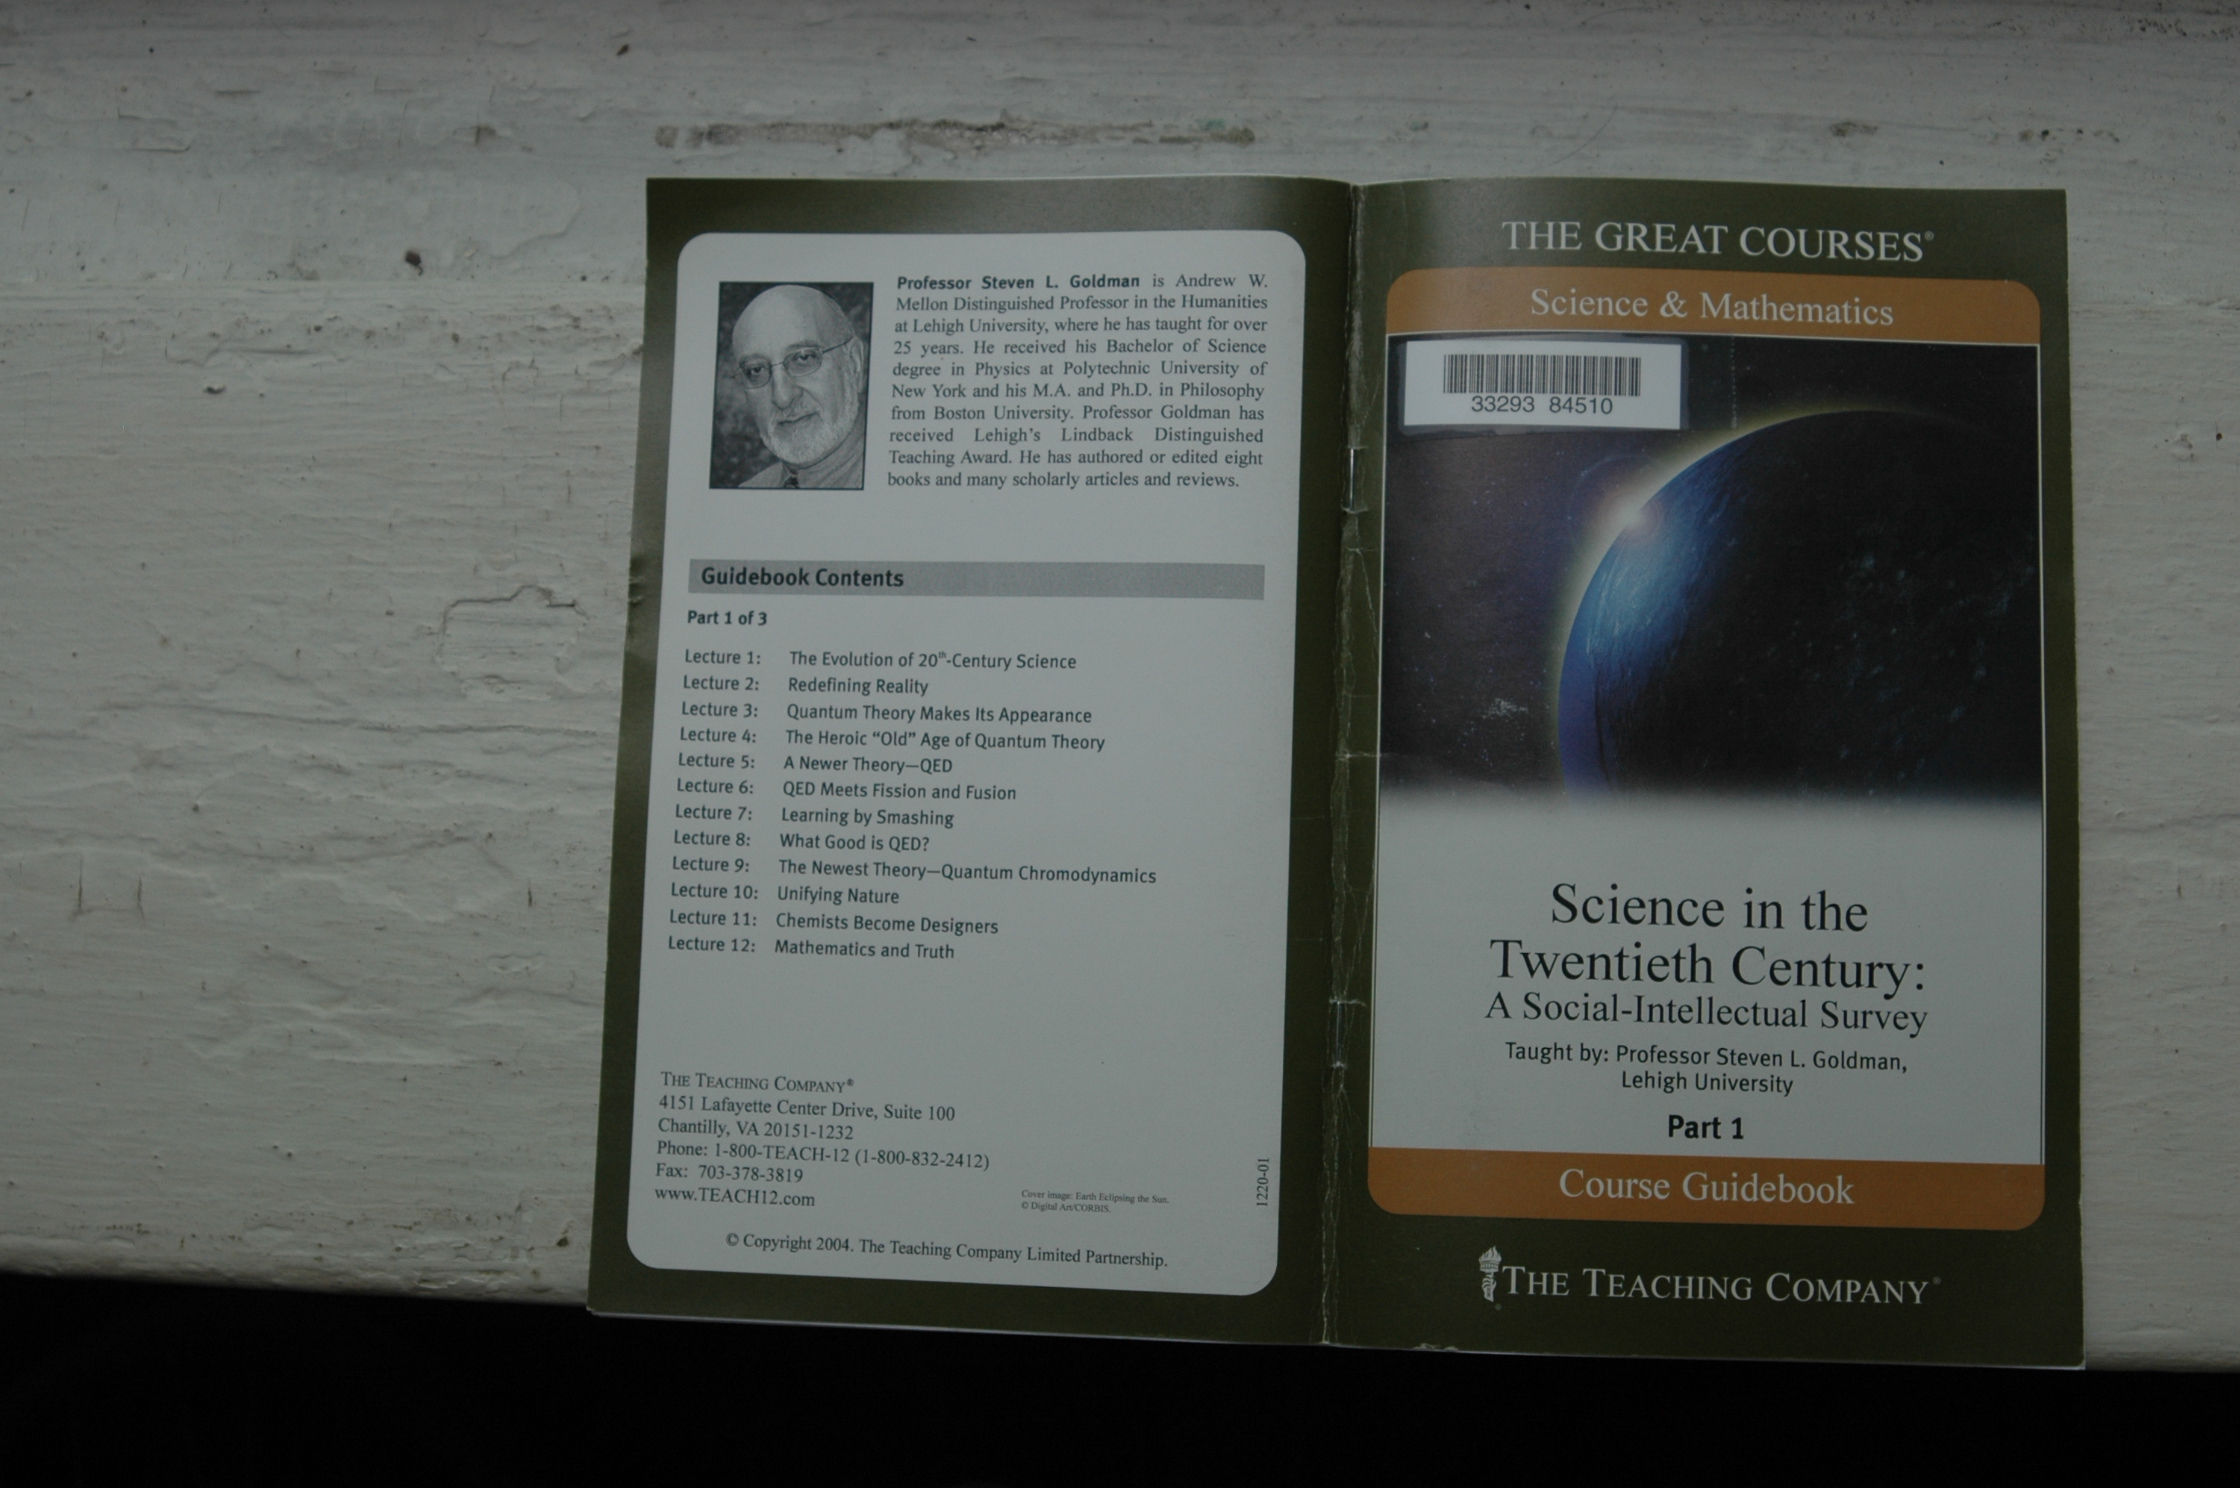 Professor Steven L. Goldman is Andrew W.
Mellon Distinguished Professor in the Humanities
at Lehigh University, where he has taught for over
25 years. He received his Bachelor of Science
degree in Physics at Polytechnic University of
New York and his M.A. and Ph.D. in Philosophy
from Boston University. Professor Goldman has
received Lehigh's Lindback Distinguished
Teaching Award. He has authored or edited eight
books and many scholarly articles and reviews.
Guidebook Contents
Part 1 of 3
Lecture 1: The Evolution of 20th-Century Science
Lecture 2: Redefining Reality
Lecture 3: Quantum Theory Makes Its Appearance
Lecture 4: The Heroic “Old” Age of Quantum Theory
Lecture 5: A Newer Theory—QED
Lecture 6: QED Meets Fission and Fusion
Lecture 7: Learning by Smashing
Lecture 8: What Good is QED?
Lecture 9: The Newest Theory—Quantum Chromodynamics
Lecture 10: Unifying Nature
Lecture 11: Chemists Become Designers
Lecture 12: Mathematics and Truth
THE TEACHING COMPANY®
4151 Lafayette Center Drive, Suite 100
Chantilly, VA 20151-1232
Phone: 1-800-TEACH-12 (1-800-832-2412)
Fax: 703-378-3819
www.TEACH12.com
Cover image: Earth Eclipsing the Sun.
© Digital Art/CORBIS.
1220-01
© Copyright 2004. The Teaching Company Limited Partnership.
THE GREAT COURSES®
Science & Mathematics
33293 84510
Science in the
Twentieth Century:
A Social-Intellectual Survey
Taught by: Professor Steven L. Goldman,
Lehigh University
Part 1
Course Guidebook
THE TEACHING COMPANY®